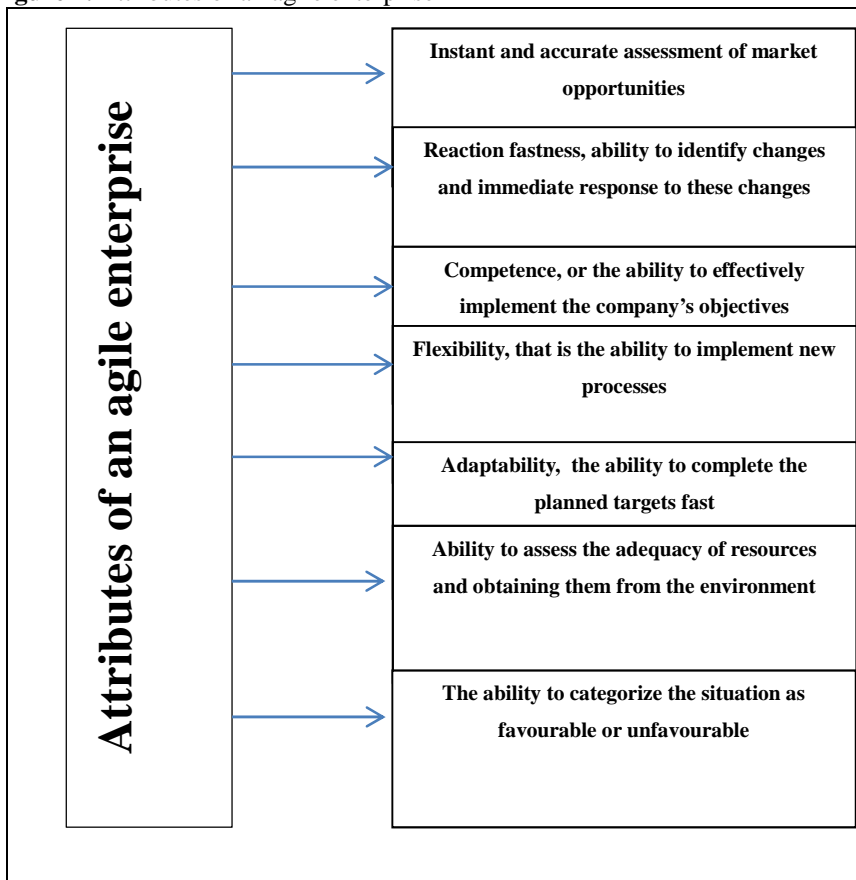 Attributes of an agile enterprise
Instant and accurate assessment of market
opportunities
Reaction fastness, ability to identify changes
and immediate response to these changes
Competence, or the ability to effectively
implement the company’s objectives
Flexibility, that is the ability to implement new
processes
Adaptability, the ability to complete the
planned targets fast
Ability to assess the adequacy of resources
and obtaining them from the environment
The ability to categorize the situation as
favourable or unfavourable